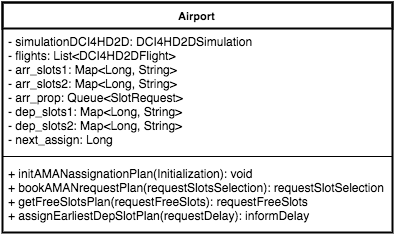 Airport
- simulationDCI4HD2D: DCI4HD2DSimulation
- flights: List<DCI4HD2DFlight>
- arr_slots1: Map<Long, String>
- arr_slots2: Map<Long, String>
- arr_prop: Queue<SlotRequest>
- dep_slots1: Map<Long, String>
- dep_slots2: Map<Long, String>
- next_assign: Long
+ initAMANassignationPlan(Initialization): void
+ bookAMANrequestPlan(requestSlotsSelection): requestSlotSelection
+ getFreeSlotsPlan(requestFreeSlots): requestFreeSlots
+ assignEarliestDepSlotPlan(requestDelay): informDelay